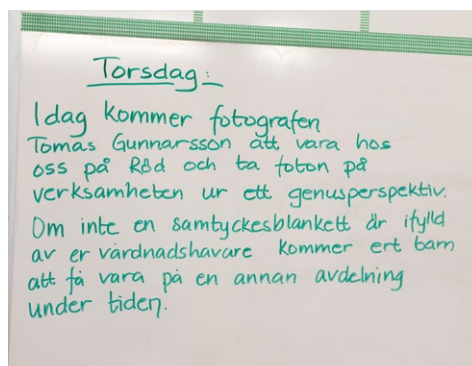 Torsdag:
Idag kommer fotografen
Tomas Gunnarsson att vara hos
oss på Röd och ta foton på
verksamheten ur ett genusperspektiv.
Om inte en samtyckesblankett är ifylld
av er vårdnadshavare kommer ert barn
att få vara på en annan avdelning
under tiden.